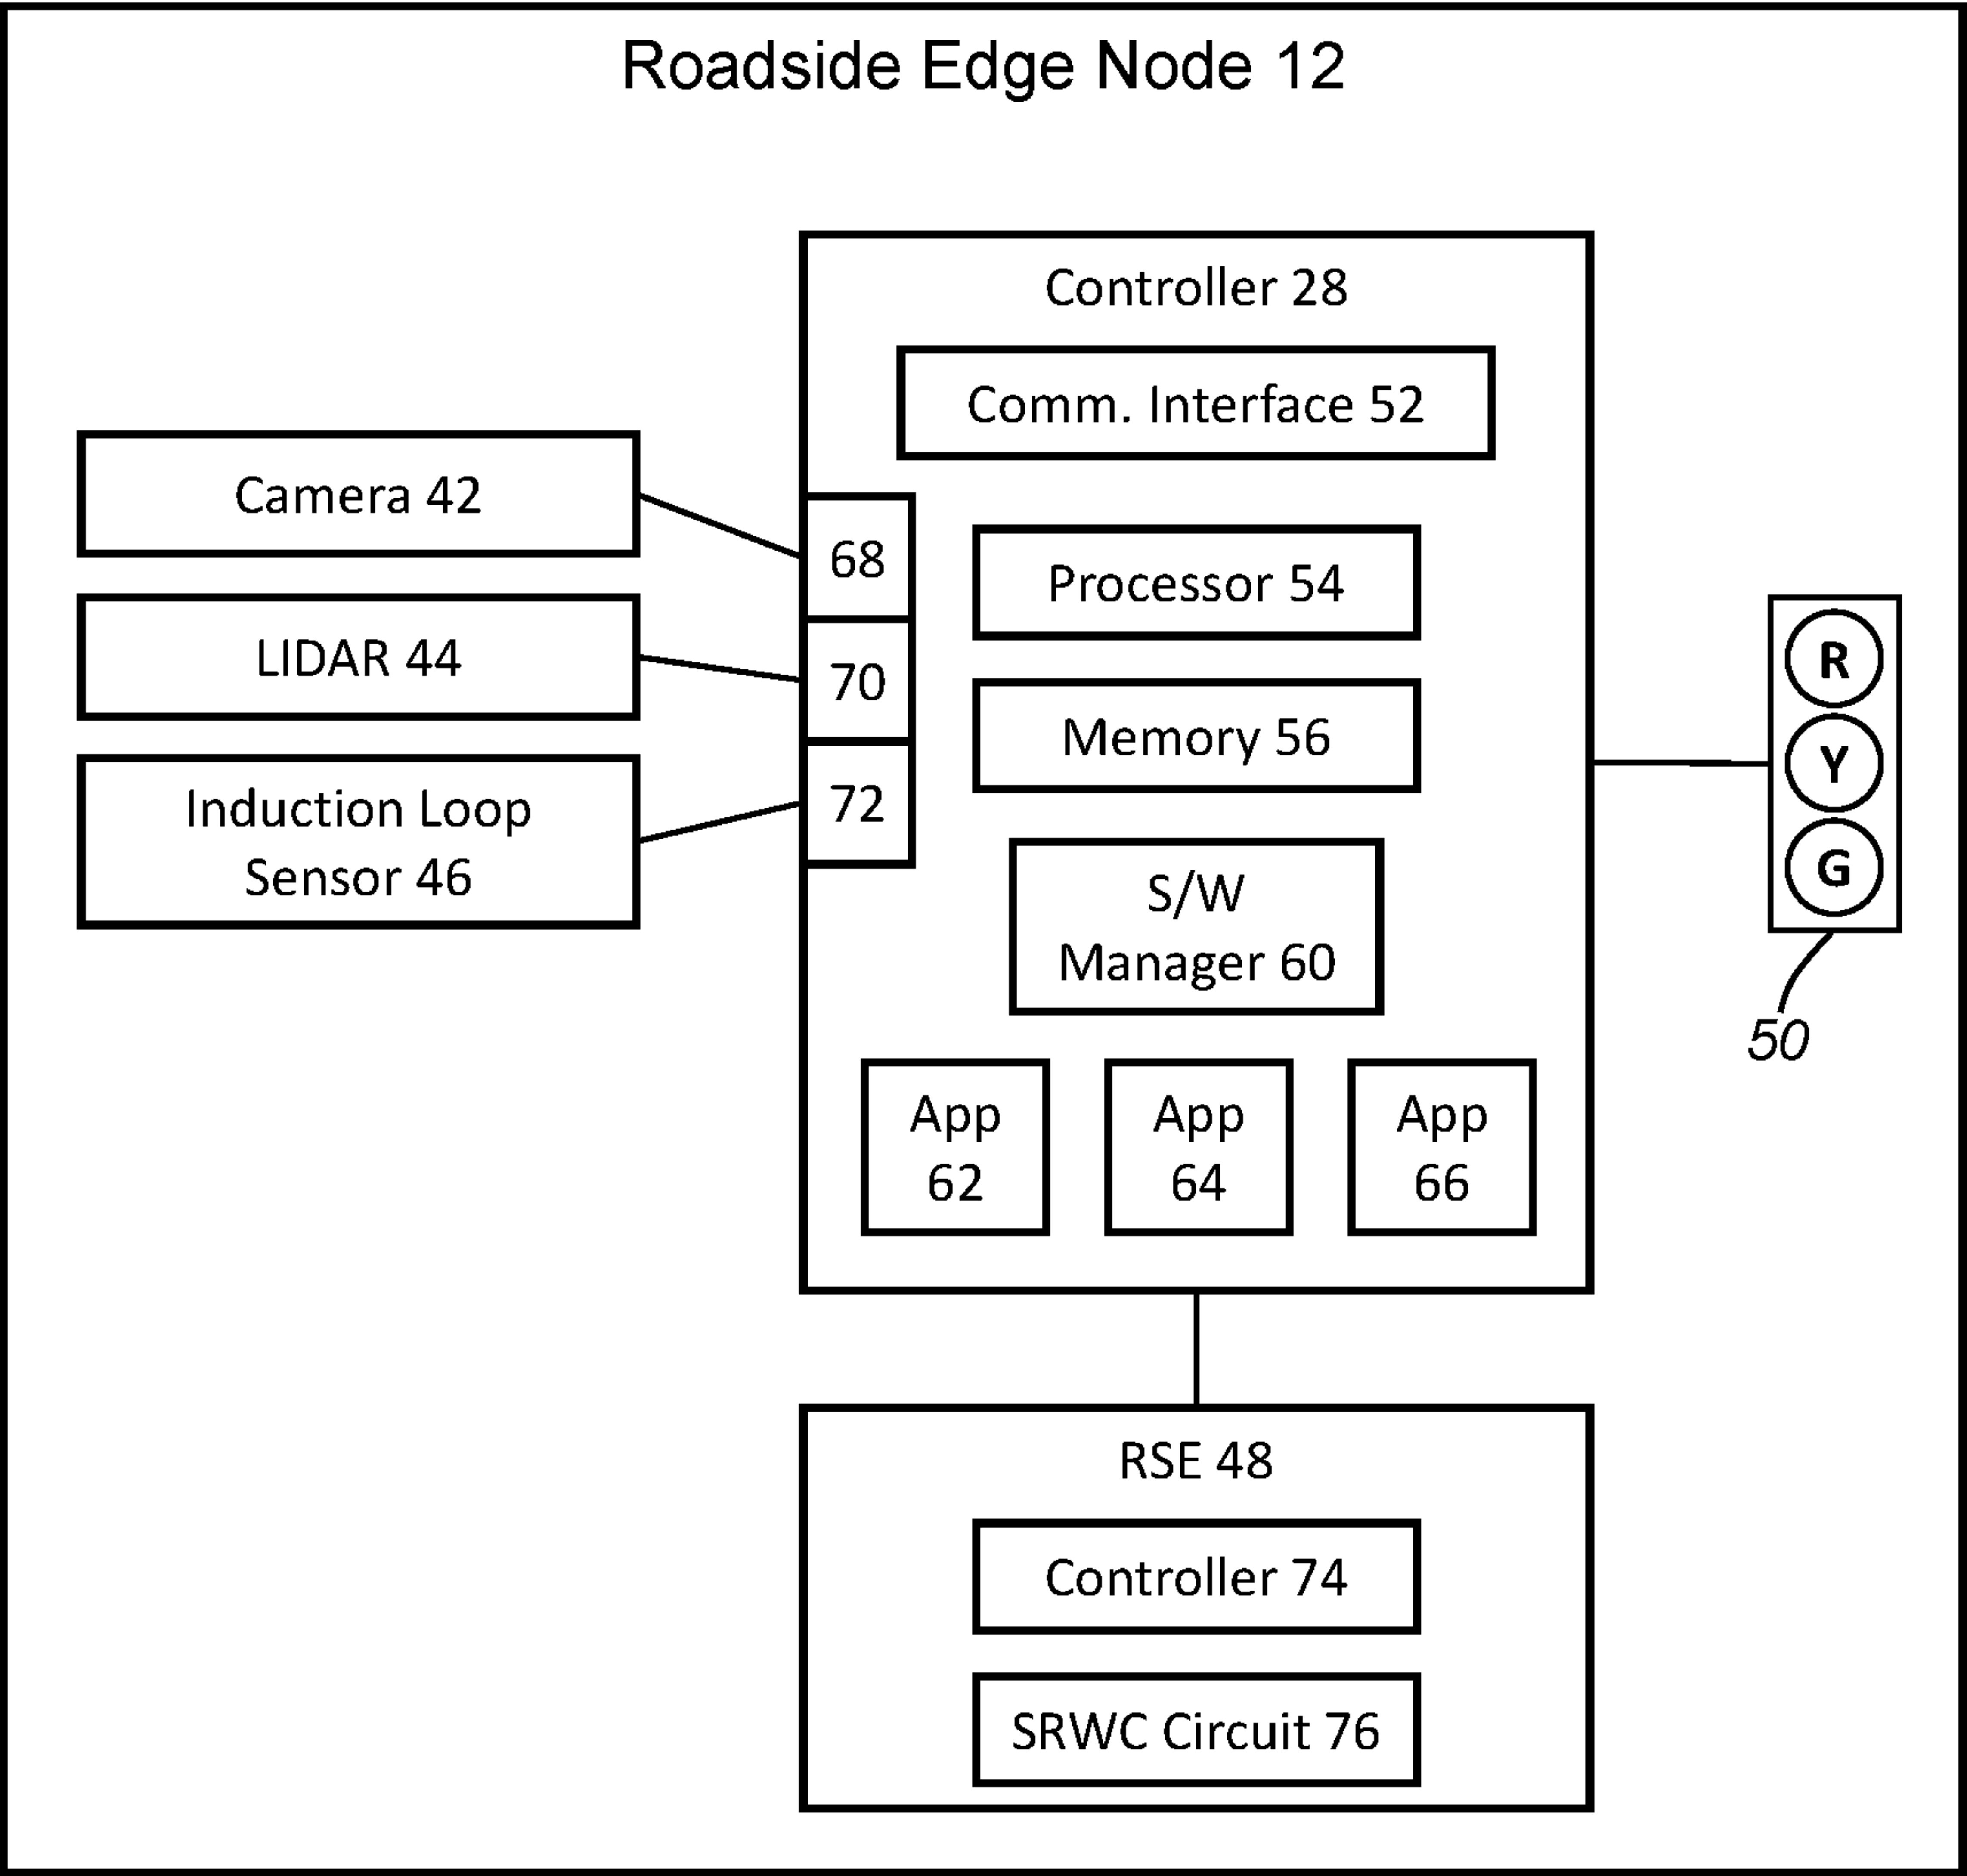 Roadside Edge Node 12
Controller 28
Comm. Interface 52
Camera 42
LIDAR 44
Induction Loop
Sensor 46
68
70
72
Processor 54
Memory 56
S/W
Manager 60
App
62
App
64
App
66
R
Y
G
50
RSE 48
Controller 74
SRWC Circuit 76